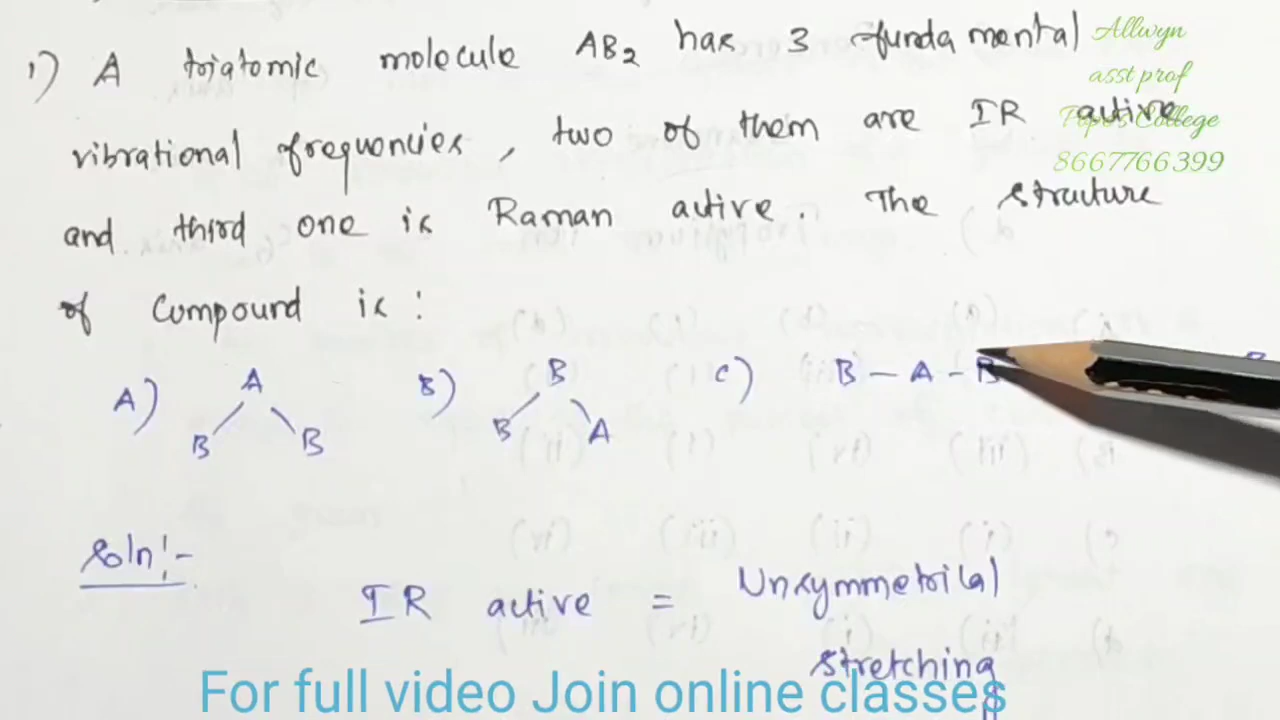 1) A triatomic molecule AB2 has 3 fundamental
vibrational frequencies, two of them are IR active
and third one is Raman active. The structure
of Compound is:
A) A B B
B) B B A
C) B - A - B
Soln:-
IR active = Unsymmetrical
stretching
Allwyn
asst prof
Popes College
8667766399
For full video Join online classes